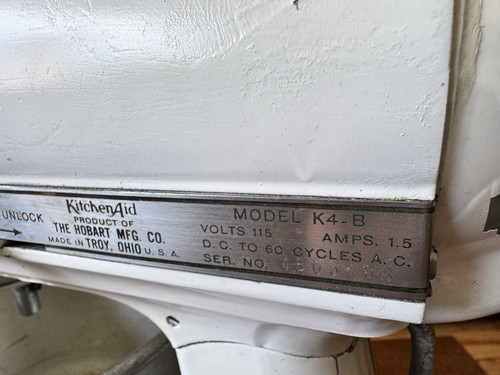 UNLOCK
KitchenAid
PRODUCT OF
THE HOBART MFG. CO.
MADE IN TROY, OHIO U.S.A.
MODEL K4-B
VOLTS 115 AMPS. 1.5
D.C. TO 60 CYCLES A.C.
SER. NO.